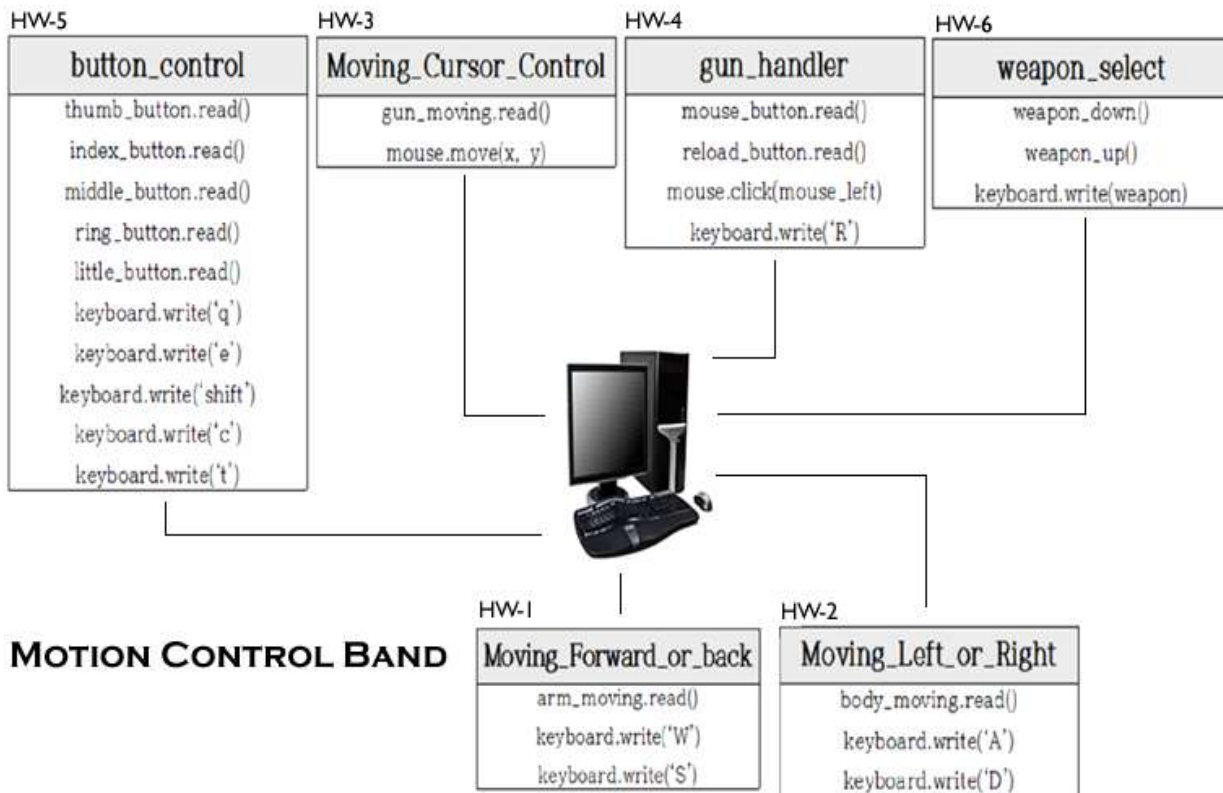 HW-5
button_control
thumb_button.read()
index_button.read()
middle_button.read()
ring_button.read()
little_button.read()
keyboard.write('q')
keyboard.write('e')
keyboard.write('shift')
keyboard.write('c')
keyboard.write('t')
HW-3
Moving_Cursor_Control
gun_moving.read()
mouse.move(x, y)
HW-4
gun_handler
mouse_button.read()
reload_button.read()
mouse.click(mouse_left)
keyboard.write('R')
HW-6
weapon_select
weapon_down()
weapon_up()
keyboard.write(weapon)
MOTION CONTROL BAND
HW-1
Moving_Forward_or_back
arm_moving.read()
keyboard.write('W')
keyboard.write('S')
HW-2
Moving_Left_or_Right
body_moving.read()
keyboard.write('A')
keyboard.write('D')